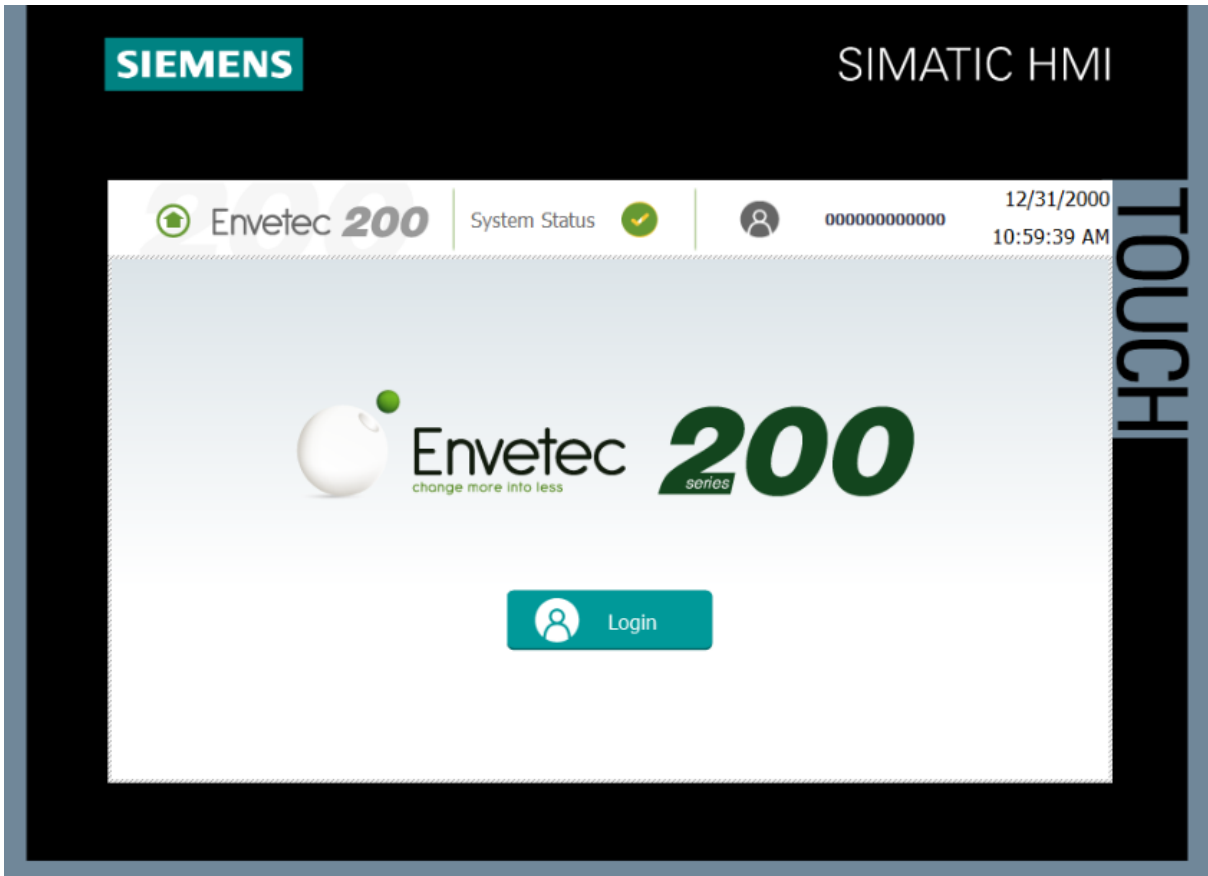 SIEMENS
SIMATIC HMI
TOUCH
Envetec 200
System Status
000000000000
12/31/2000
10:59:39 AM
Envetec 200
series
change more into less
Login